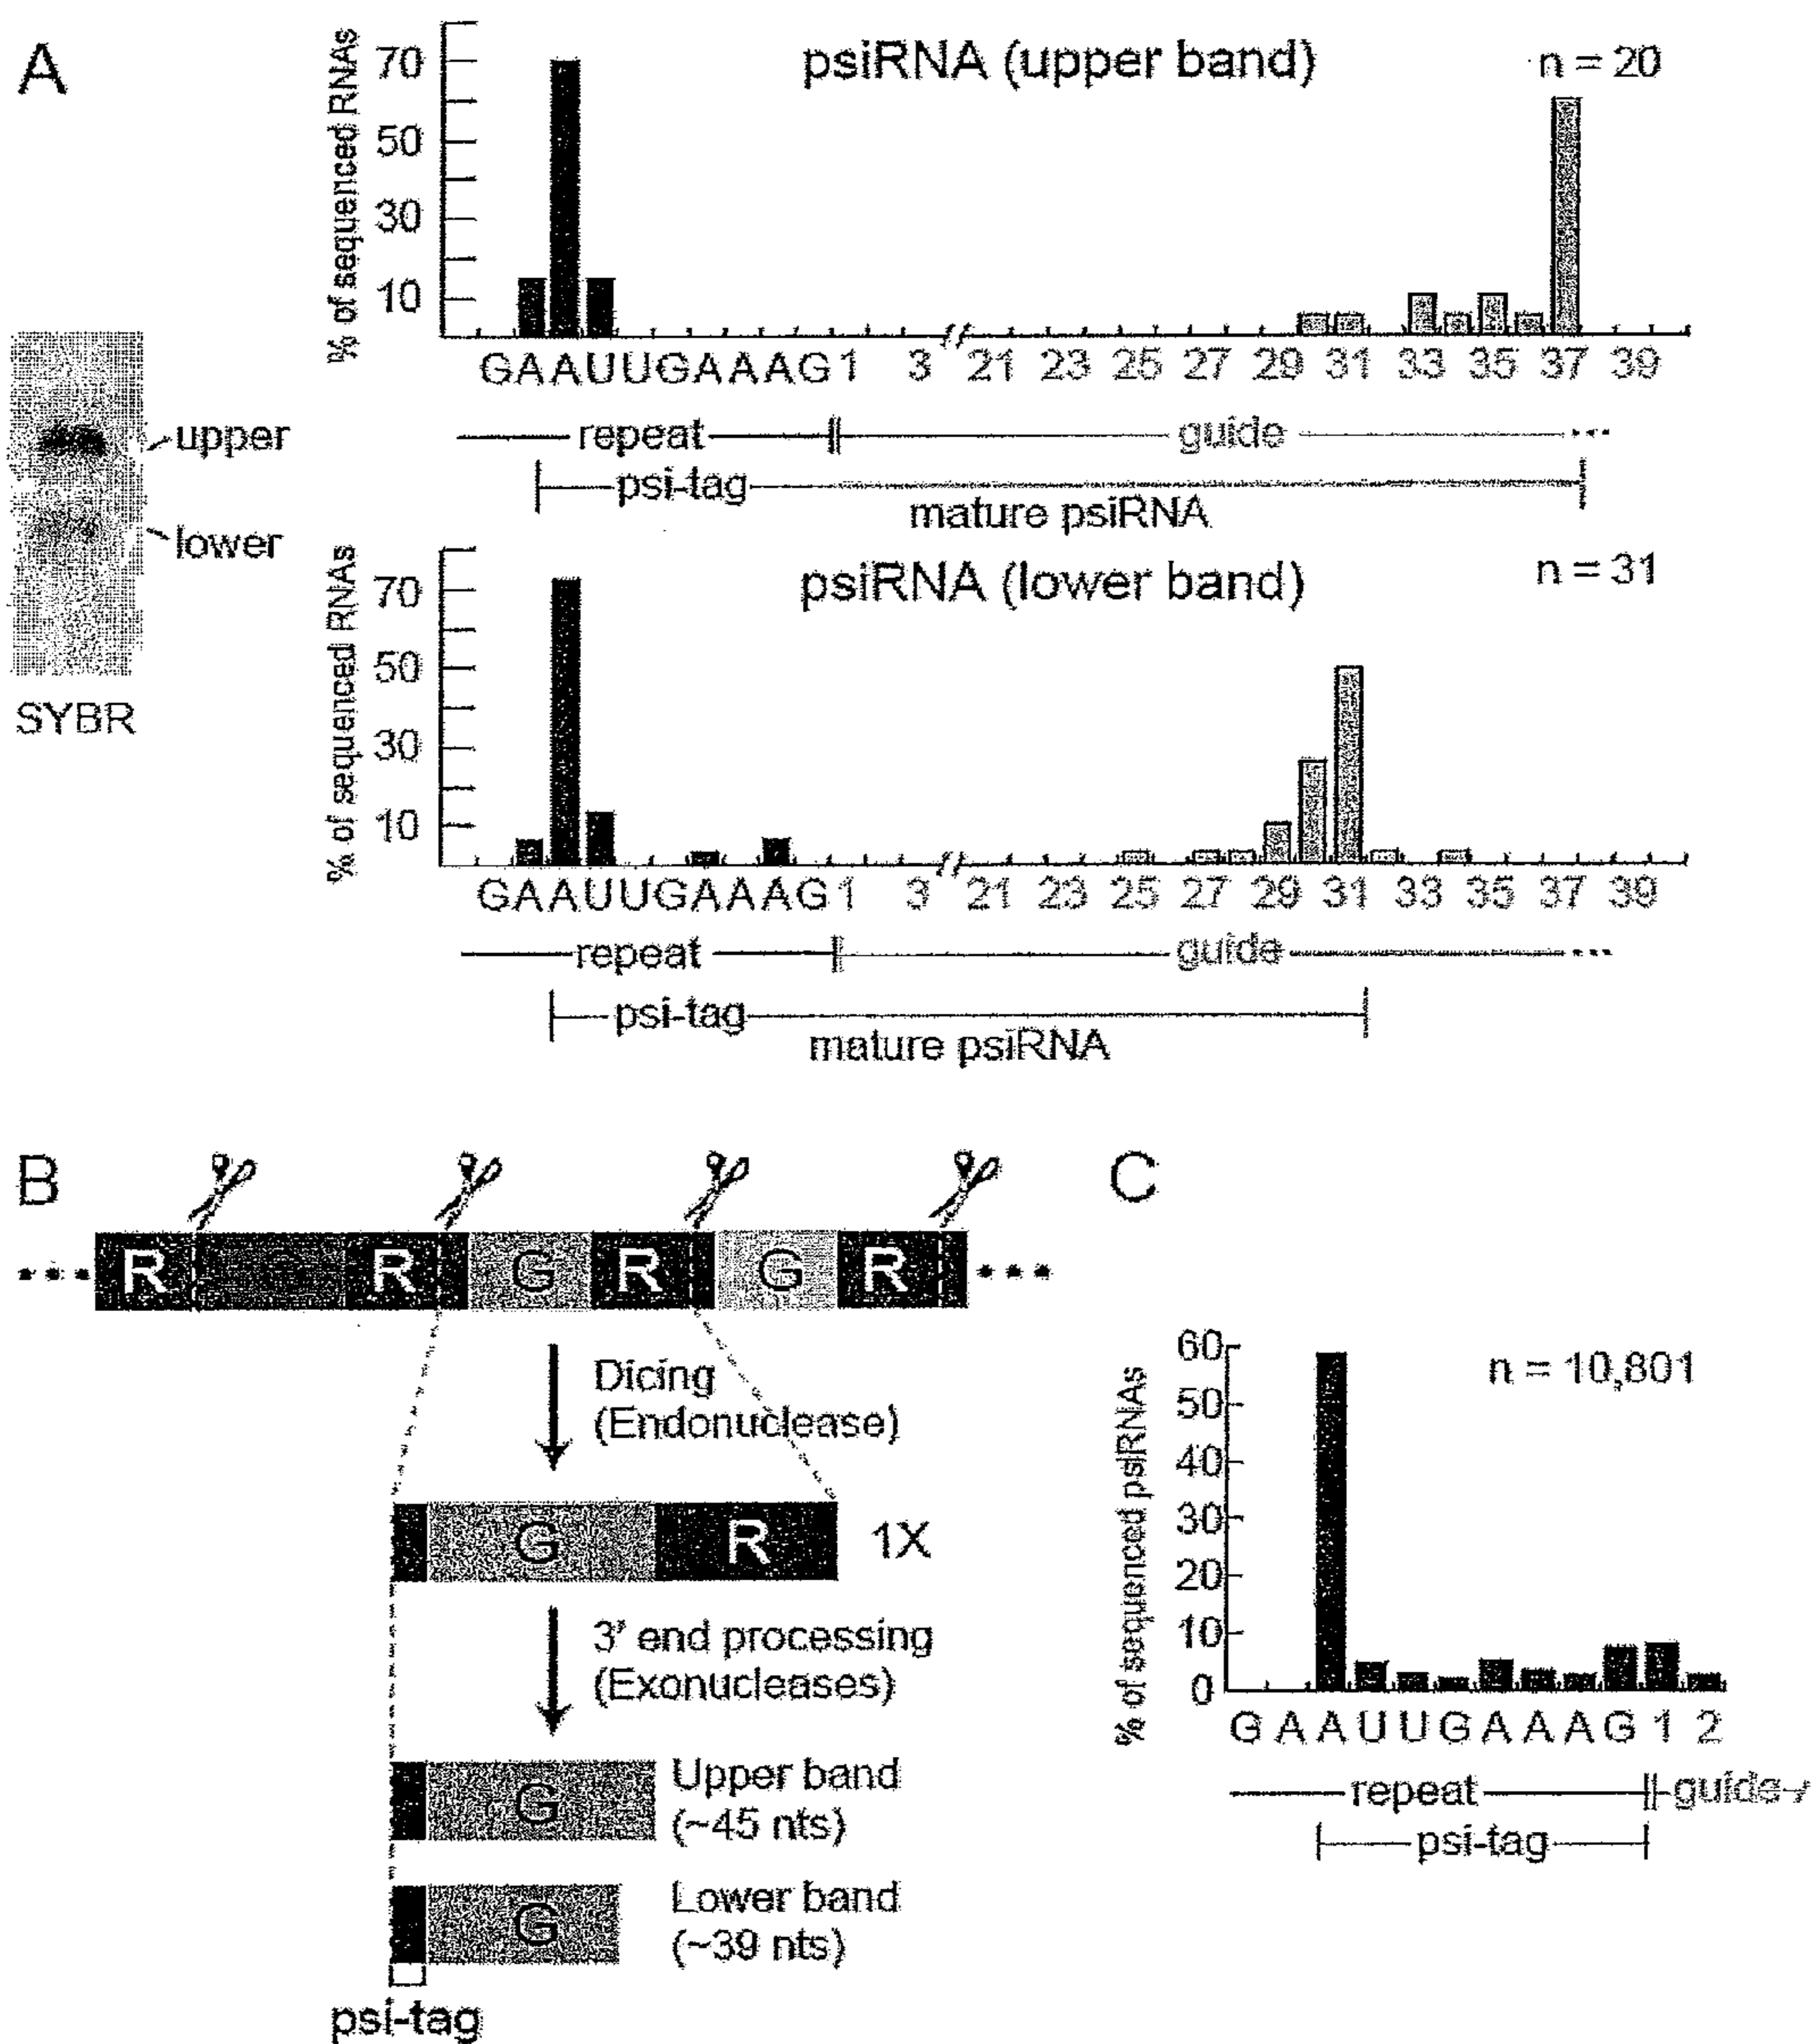 A
% of sequenced RNAs
70
50
30
10
psiRNA (upper band)
n = 20
GAAUUGAAAG 1 3 21 23 25 27 29 31 33 35 37 39
repeat guide ...
psi-tag
mature psiRNA
upper
lower
SYBR
% of sequenced RNAs
70
50
30
10
psiRNA (lower band)
n = 31
GAAUUGAAAG 1 3 21 23 25 27 29 31 33 35 37 39
repeat guide ...
psi-tag
mature psiRNA
B
... R R G R G R ...
Dicing
(Endonuclease)
G R 1X
3' end processing
(Exonucleases)
G
Upper band
(~45 nts)
G
Lower band
(~39 nts)
psi-tag
C
% of sequenced psiRNAs
60
50
40
30
20
10
0
n = 10,801
G A A U U G A A A G 1 2
repeat guide
psi-tag